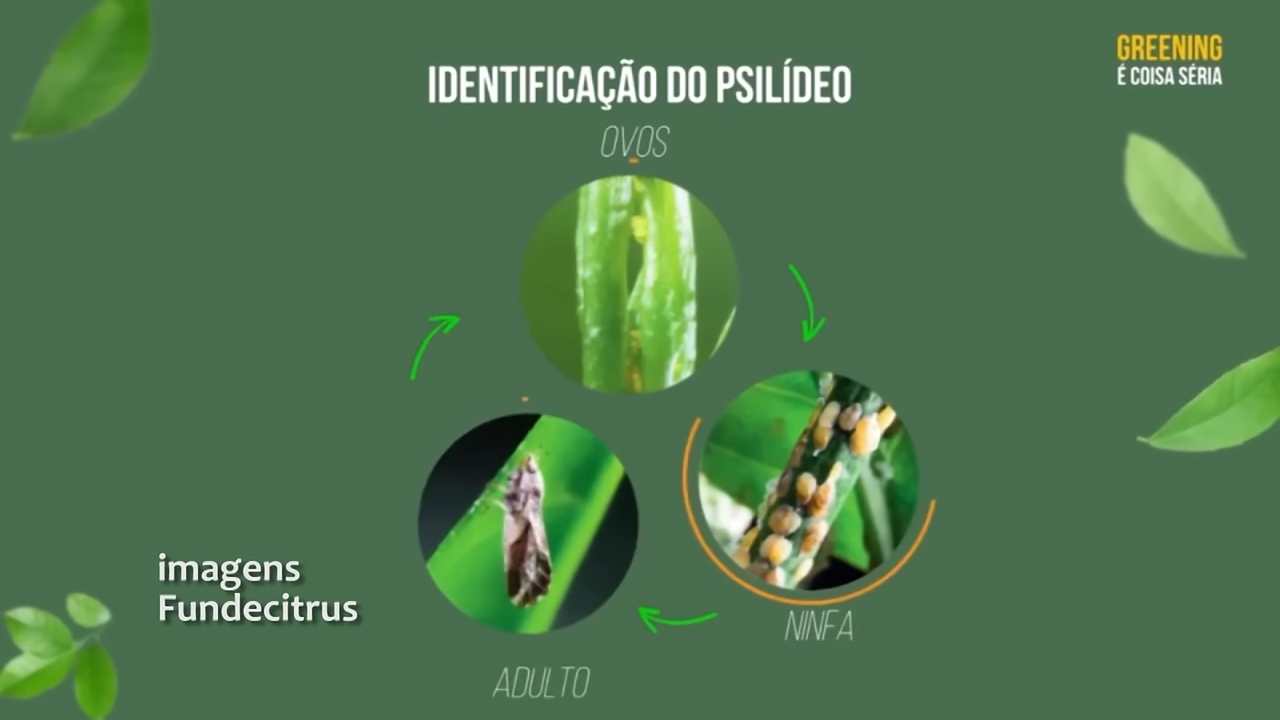 GREENING
É COISA SÉRIA
IDENTIFICAÇÃO DO PSILÍDEO
OVOS
NINFA
ADULTO
imagens
Fundecitrus